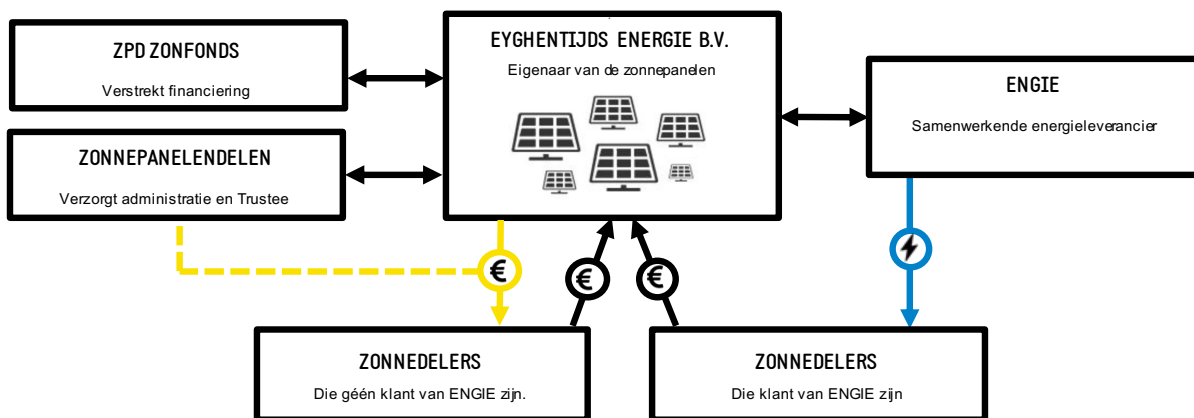 ZPD ZONFONDS
Verstrekt financiering
ZONNEPANELENDELEN
Verzorgt administratie en Trustee
EYGHENTIJDS ENERGIE B.V.
Eigenaar van de zonnepanelen
ENGIE
Samenwerkende energieleverancier
€
€
€
ZONNEDELERS
Die géén klant van ENGIE zijn.
ZONNEDELERS
Die klant van ENGIE zijn